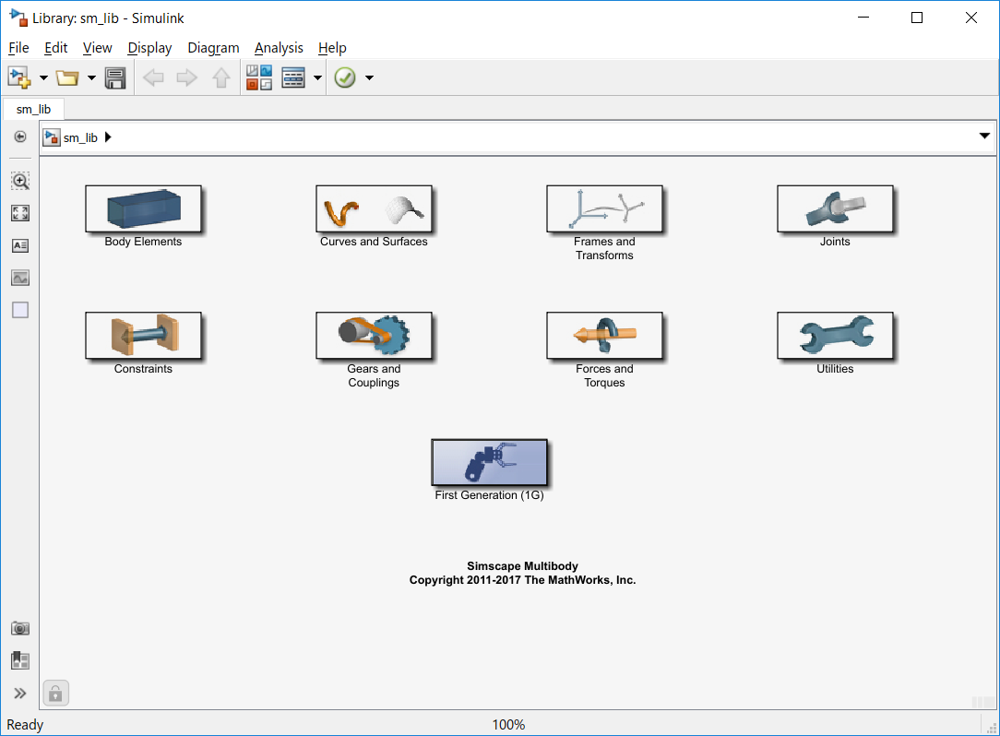 Library: sm_lib - Simulink
File Edit View Display Diagram Analysis Help
sm_lib
sm_lib
Body Elements
Curves and Surfaces
Frames and
Transforms
Joints
Constraints
Gears and
Couplings
Forces and
Torques
Utilities
First Generation (1G)
Simscape Multibody
Copyright 2011-2017 The MathWorks, Inc.
Ready 100%